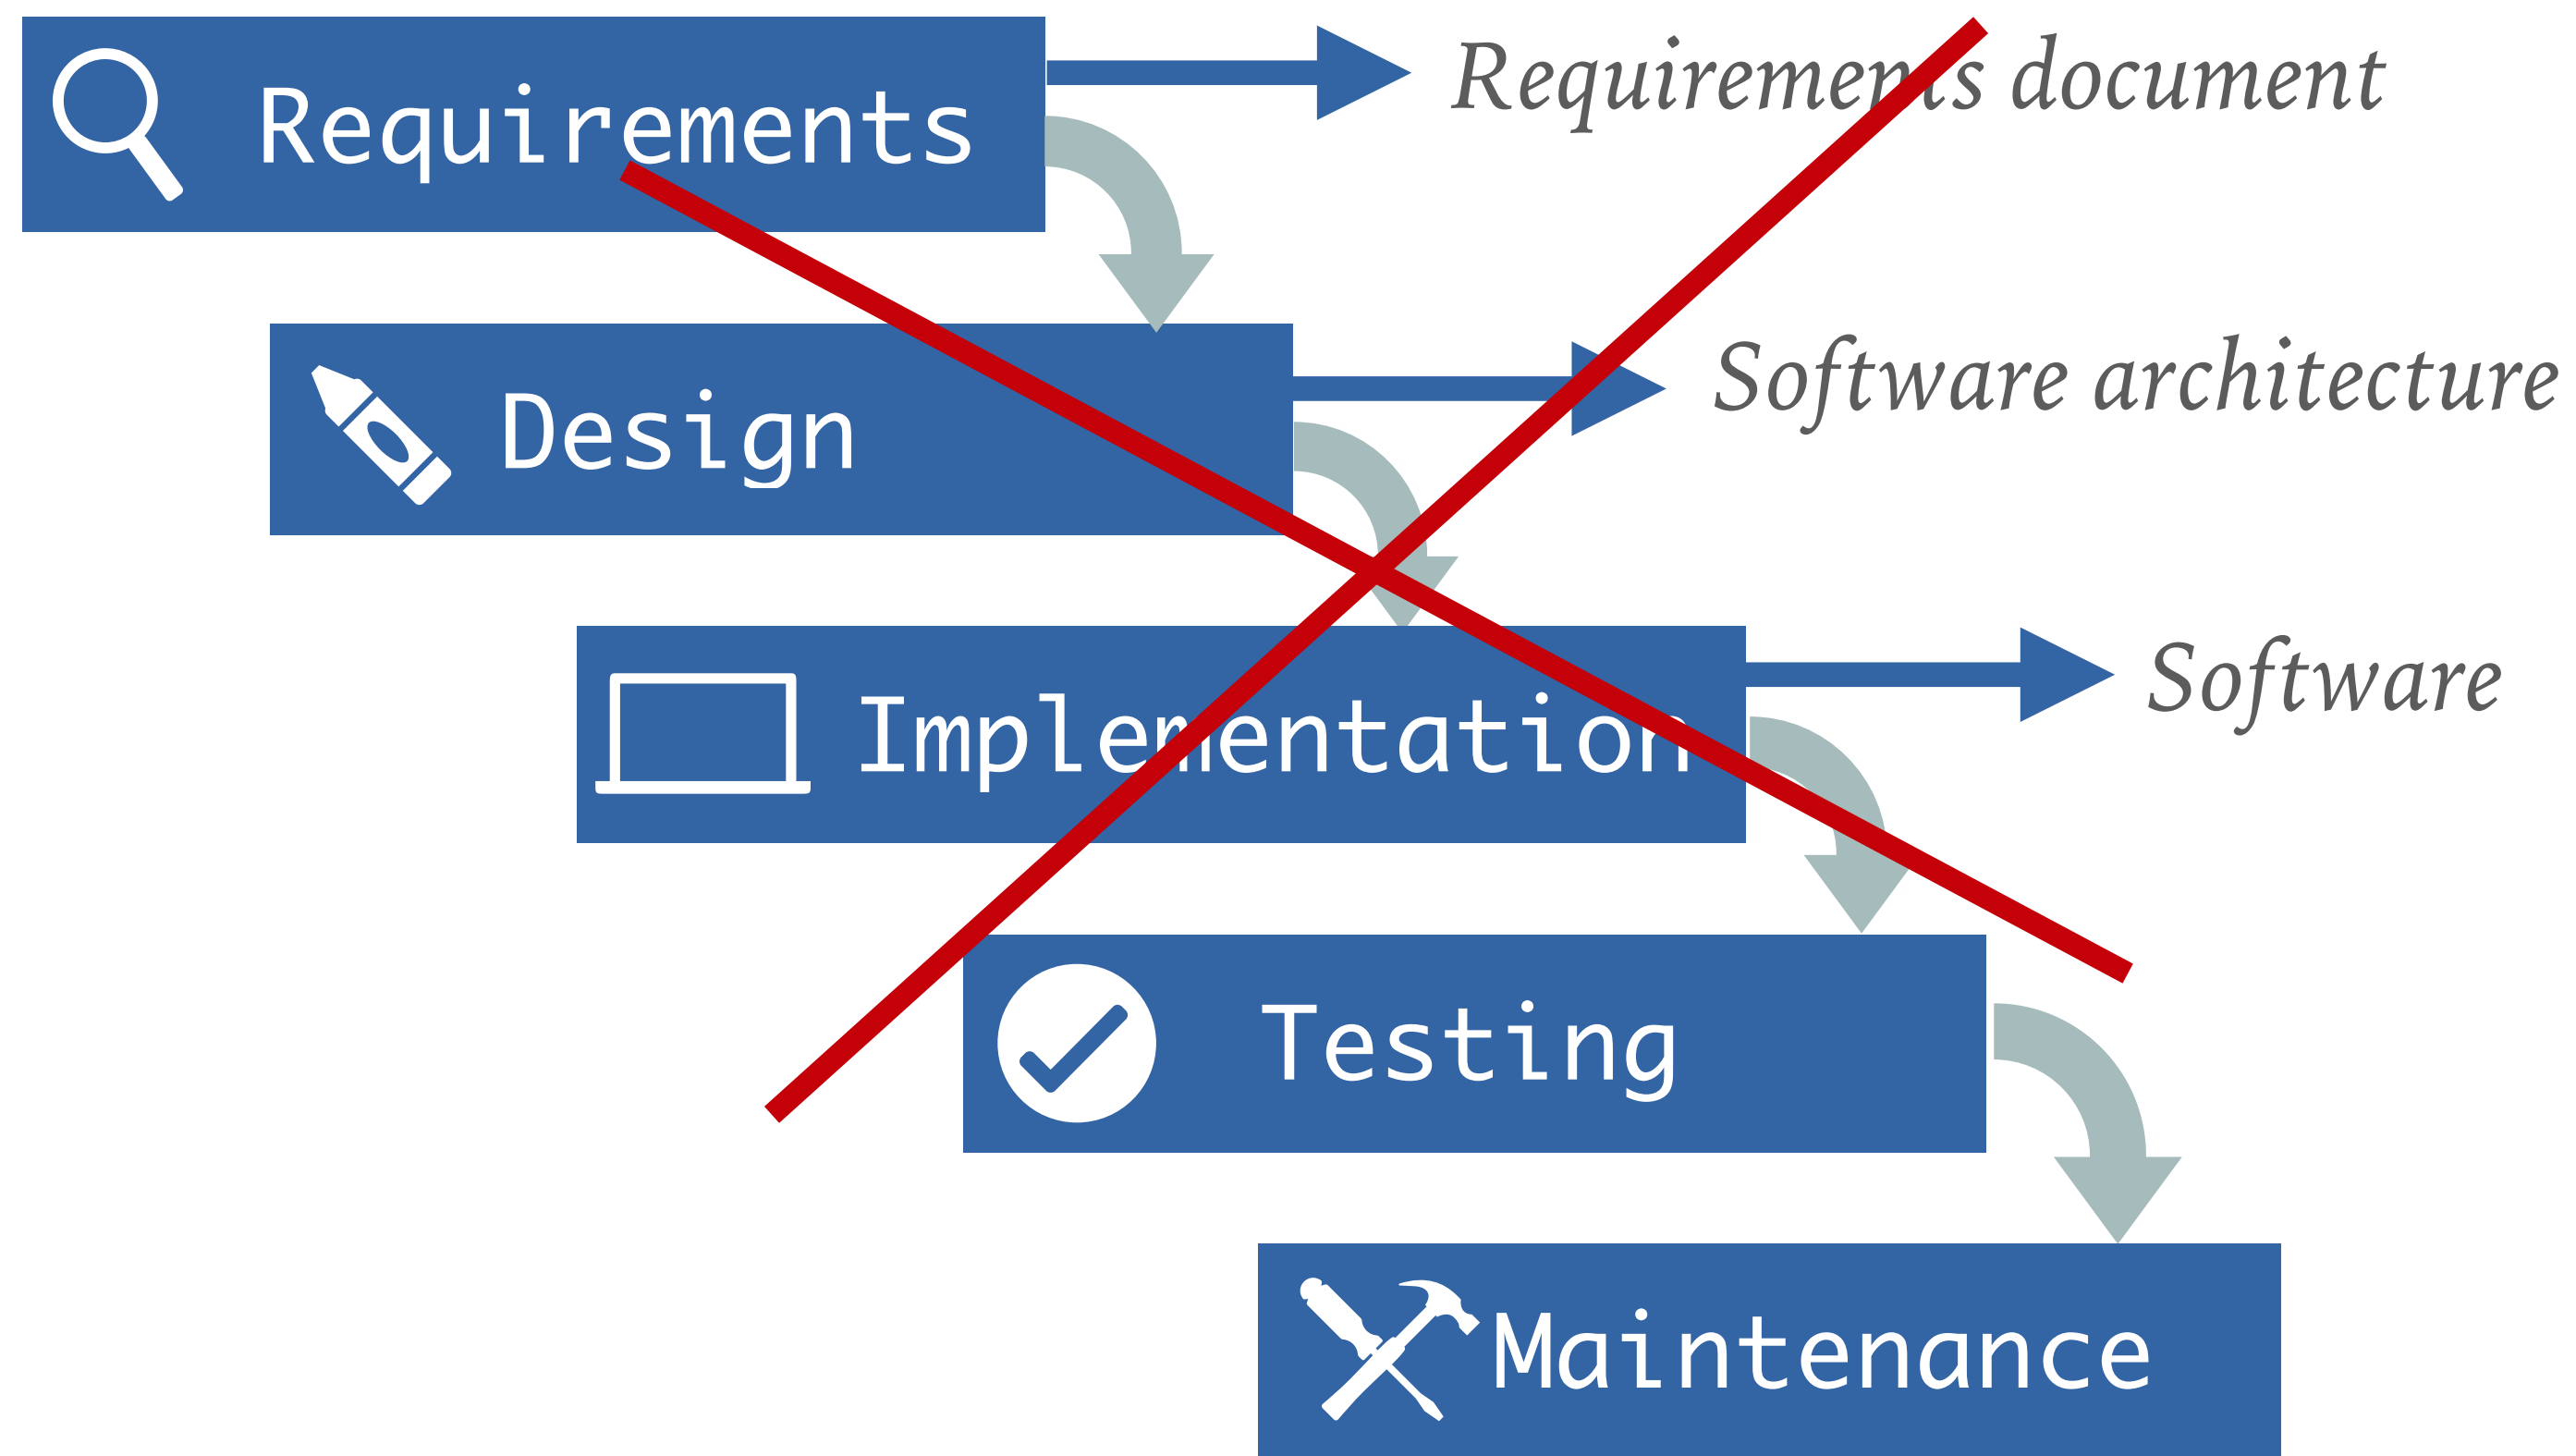 Requirements
Requirements document
Design
Software architecture
Implementation
Software
Testing
Maintenance